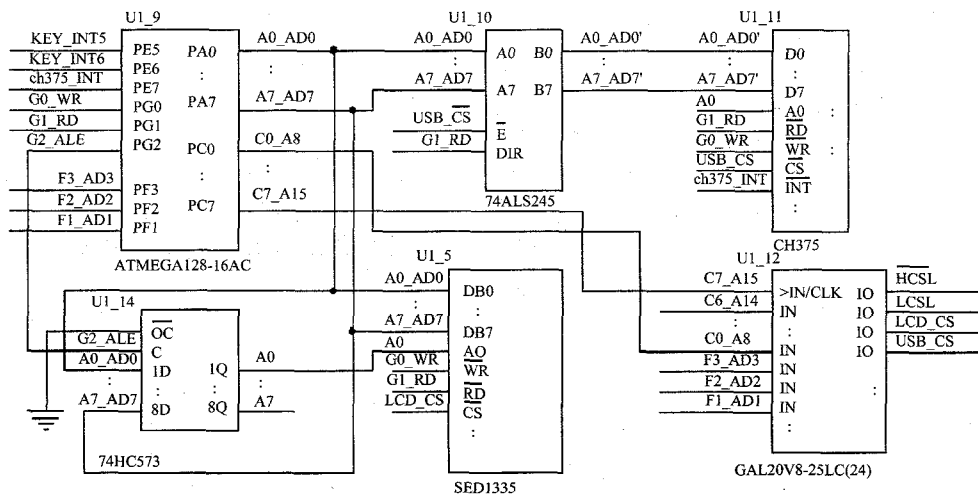 U1_9
KEY_INT5
KEY_INT6
ch375_INT
G0_WR
G1_RD
G2_ALE
F3_AD3
F2_AD2
F1_AD1
PE5
PE6
PE7
PG0
PG1
PG2
PF3
PF2
PF1
PA0
:
PA7
PC0
:
PC7
A0_AD0
:
A7_AD7
C0_A8
:
C7_A15
ATMEGA128-16AC
U1_10
A0_AD0
:
A7_AD7
USB_CS
G1_RD
A0 B0
:
A7 B7
E
DIR
A0_AD0'
:
A7_AD7'
74ALS245
U1_11
A0_AD0'
:
A7_AD7'
A0
G1_RD
G0_WR
USB_CS
ch375_INT
D0
:
D7
A0
RD
WR
CS
INT
:
CH375
U1_14
G2_ALE
A0_AD0
:
A7_AD7
OC
C
1D 1Q
:
8D 8Q
A0
:
A7
74HC573
U1_5
A0_AD0
:
A7_AD7
A0
G0_WR
G1_RD
LCD_CS
DB0
:
DB7
AO
WR
RD
CS
:
SED1335
U1_12
C7_A15
C6_A14
:
C0_A8
F3_AD3
F2_AD2
F1_AD1
>IN/CLK IO
IN IO
: IO
IO
IN
IN
IN
IN
:
HCSL
LCSL
LCD_CS
USB_CS
GAL20V8-25LC(24)